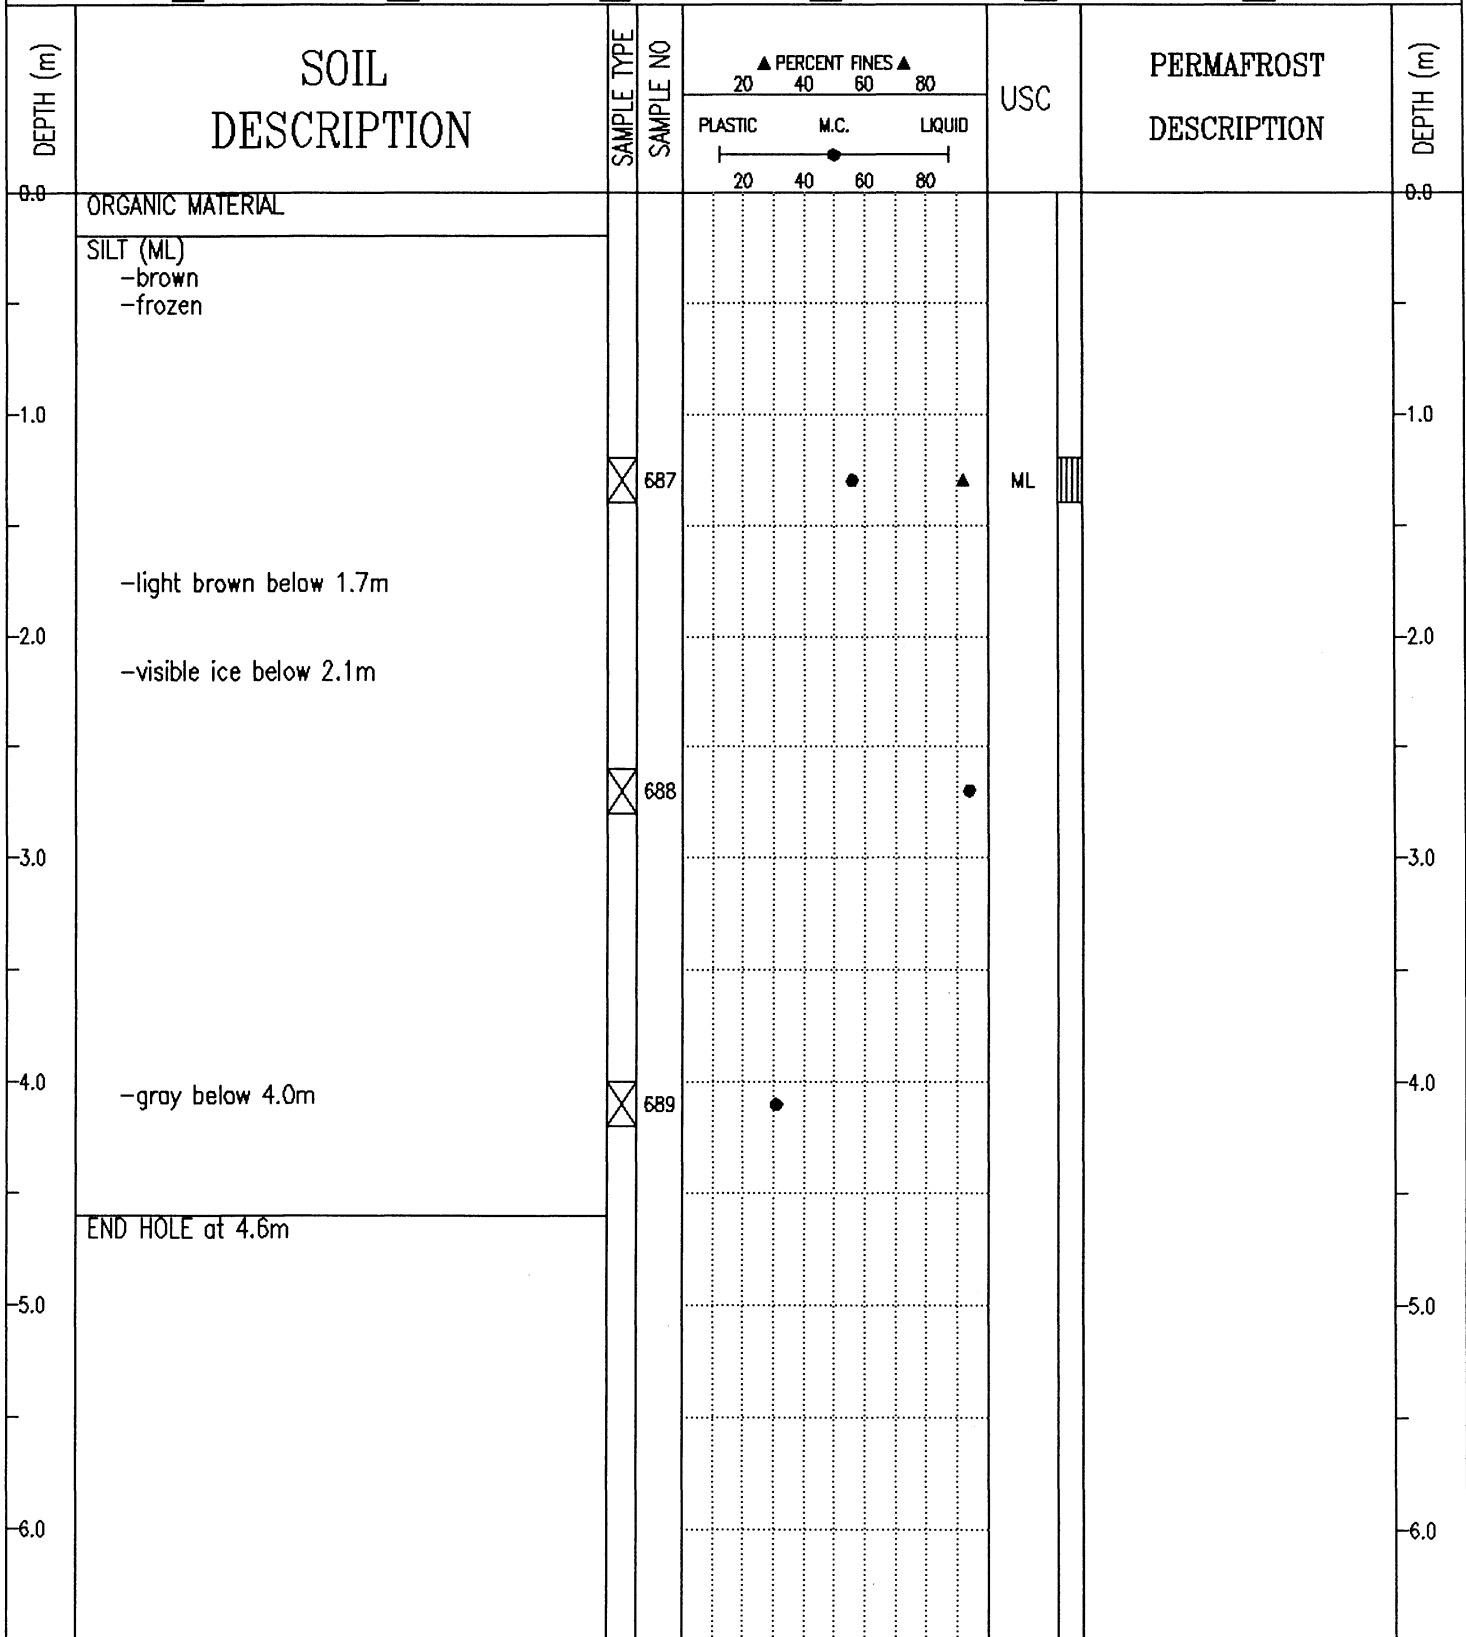 DEPTH (m)
SOIL
DESCRIPTION
SAMPLE TYPE
SAMPLE NO
▲ PERCENT FINES ▲
20 40 60 80
PLASTIC M.C. LIQUID
20 40 60 80
USC
PERMAFROST
DESCRIPTION
DEPTH (m)
0.0
ORGANIC MATERIAL
0.0
SILT (ML)
-brown
-frozen
1.0
1.0
687
ML
-light brown below 1.7m
2.0
2.0
-visible ice below 2.1m
688
3.0
3.0
4.0
-gray below 4.0m
689
4.0
END HOLE at 4.6m
5.0
5.0
6.0
6.0